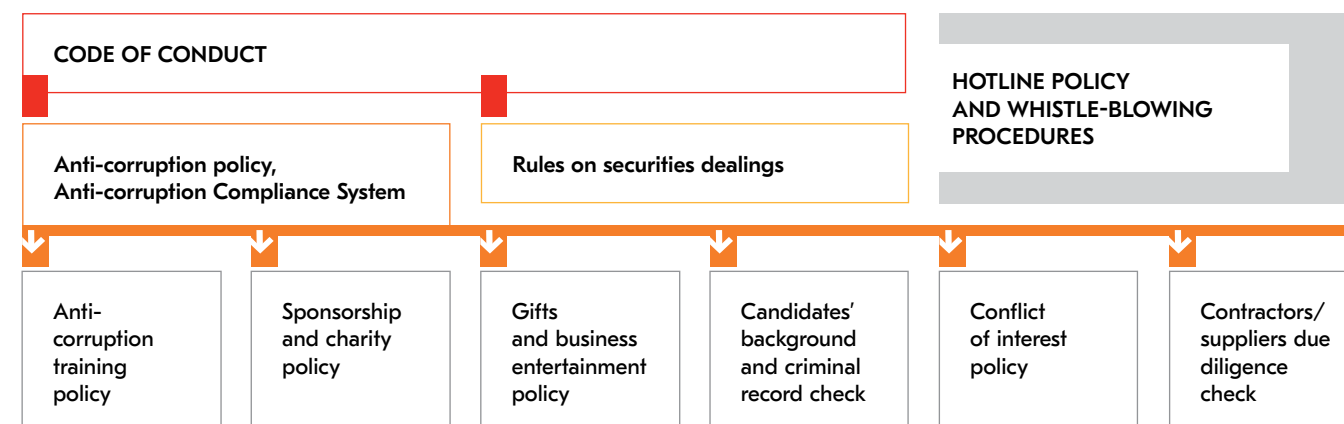 CODE OF CONDUCT
HOTLINE POLICY
AND WHISTLE-BLOWING
PROCEDURES
Anti-corruption policy,
Anti-corruption Compliance System
Rules on securities dealings
Anti-
corruption
training
policy
Sponsorship
and charity
policy
Gifts
and business
entertainment
policy
Candidates’
background
and criminal
record check
Conflict
of interest
policy
Contractors/
suppliers due
diligence
check